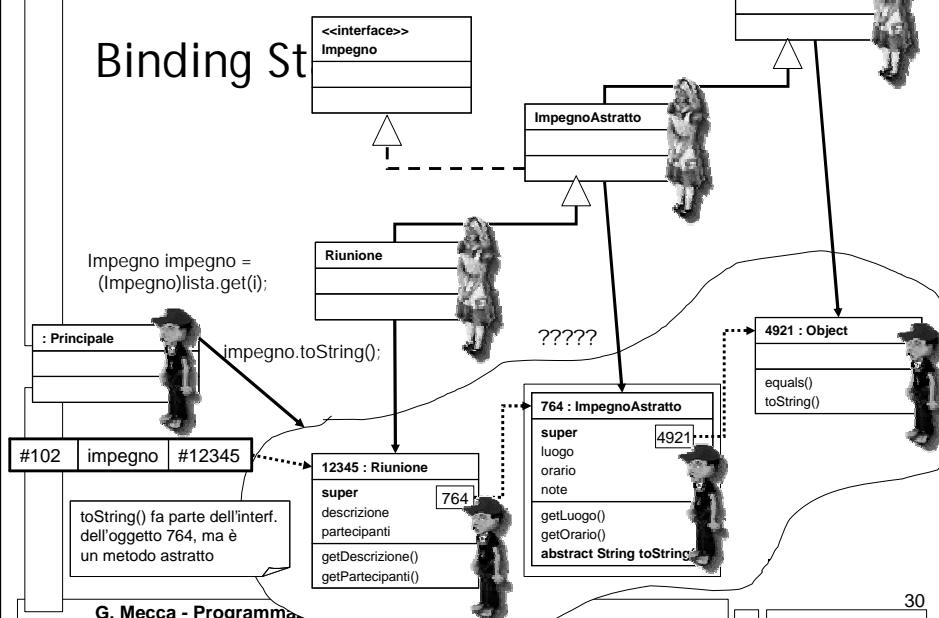 Binding St
<<interface>>
Impegno
ImpegnoAstratto
Riunione
Impegno impegno =
(Impegno)lista.get(i);
: Principale
impegno.toString();
?????
#102 impegno #12345
toString() fa parte dell'interf.
dell'oggetto 764, ma è
un metodo astratto
12345 : Riunione
super 764
descrizione
partecipanti
getDescrizione()
getPartecipanti()
764 : ImpegnoAstratto
super 4921
luogo
orario
note
getLuogo()
getOrario()
abstract String toString
4921 : Object
equals()
toString()
G. Mecca - Programma
30